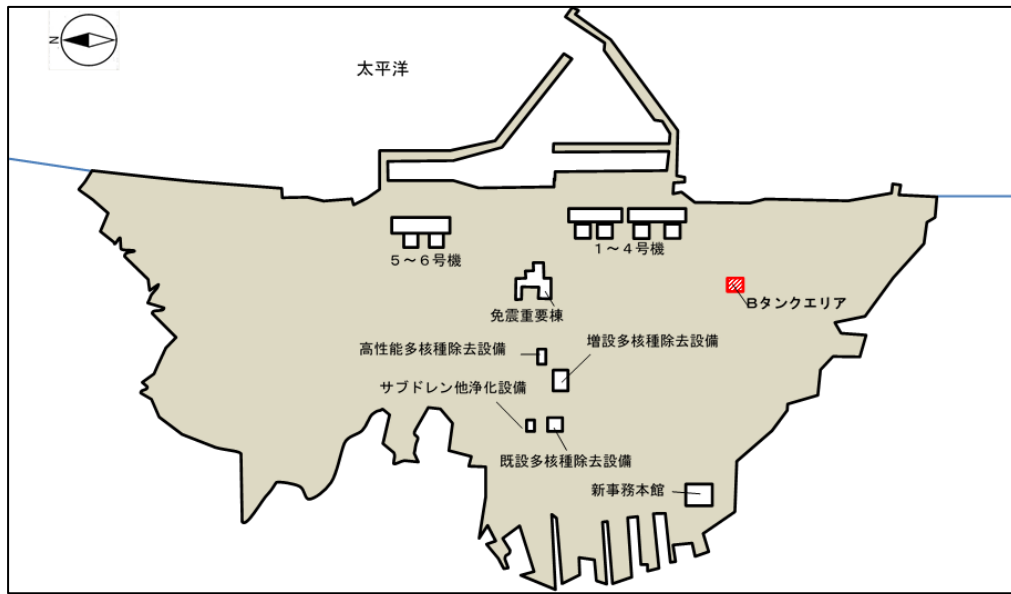 N
太平洋
5~6号機
1~4号機
Bタンクエリア
免震重要棟
増設多核種除去設備
高性能多核種除去設備
サブドレン他浄化設備
既設多核種除去設備
新事務本館